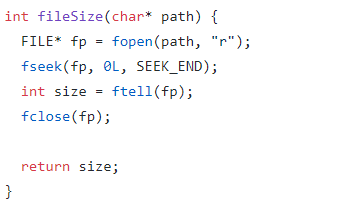 int fileSize(char* path) {
  FILE* fp = fopen(path, "r");
  fseek(fp, 0L, SEEK_END);
  int size = ftell(fp);
  fclose(fp);

  return size;
}